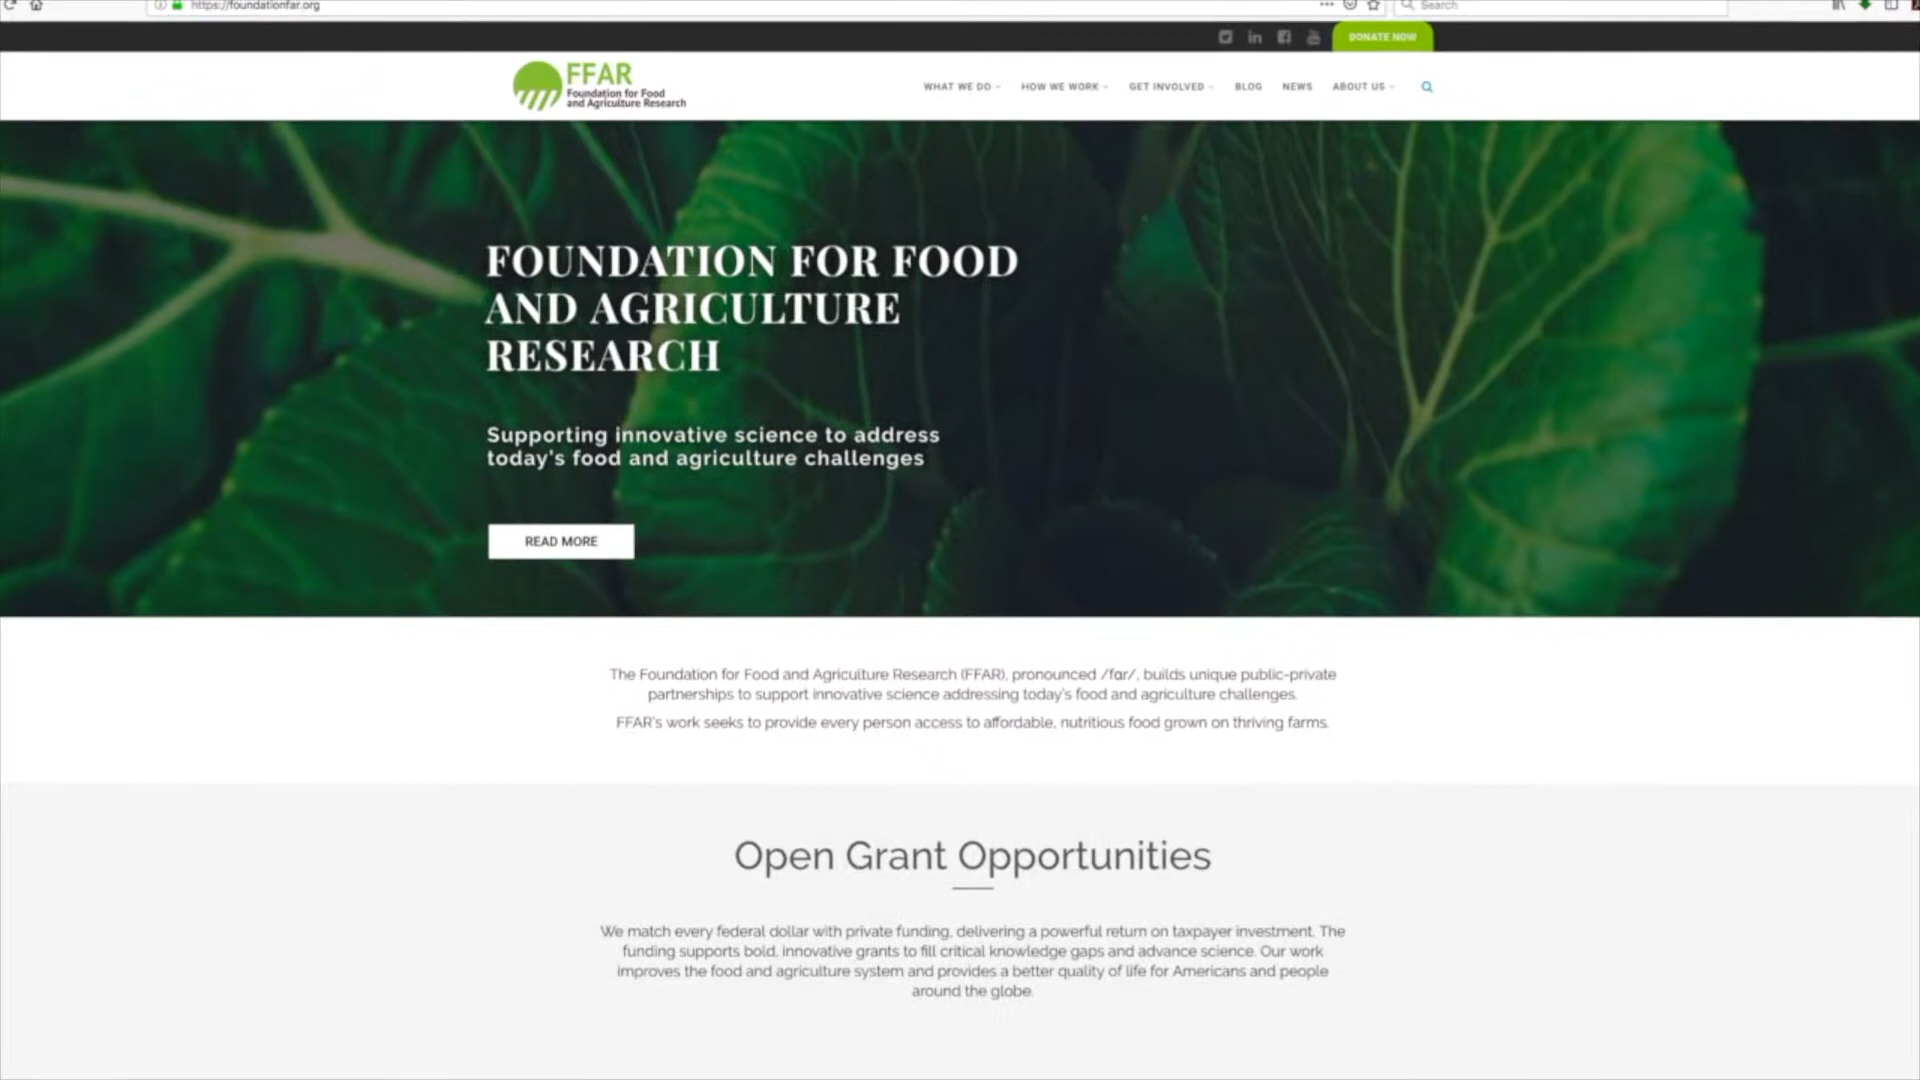 https://foundationfar.org
Search
DONATE NOW
FFAR
Foundation for Food
and Agriculture Research
WHAT WE DO
HOW WE WORK
GET INVOLVED
BLOG
NEWS
ABOUT US
FOUNDATION FOR FOOD
AND AGRICULTURE
RESEARCH
Supporting innovative science to address
today's food and agriculture challenges
READ MORE
The Foundation for Food and Agriculture Research (FFAR), pronounced /fɑr/, builds unique public-private
partnerships to support innovative science addressing today's food and agriculture challenges.
FFAR's work seeks to provide every person access to affordable, nutritious food grown on thriving farms.
Open Grant Opportunities
We match every federal dollar with private funding, delivering a powerful return on taxpayer investment. The
funding supports bold, innovative grants to fill critical knowledge gaps and advance science. Our work
improves the food and agriculture system and provides a better quality of life for Americans and people
around the globe.